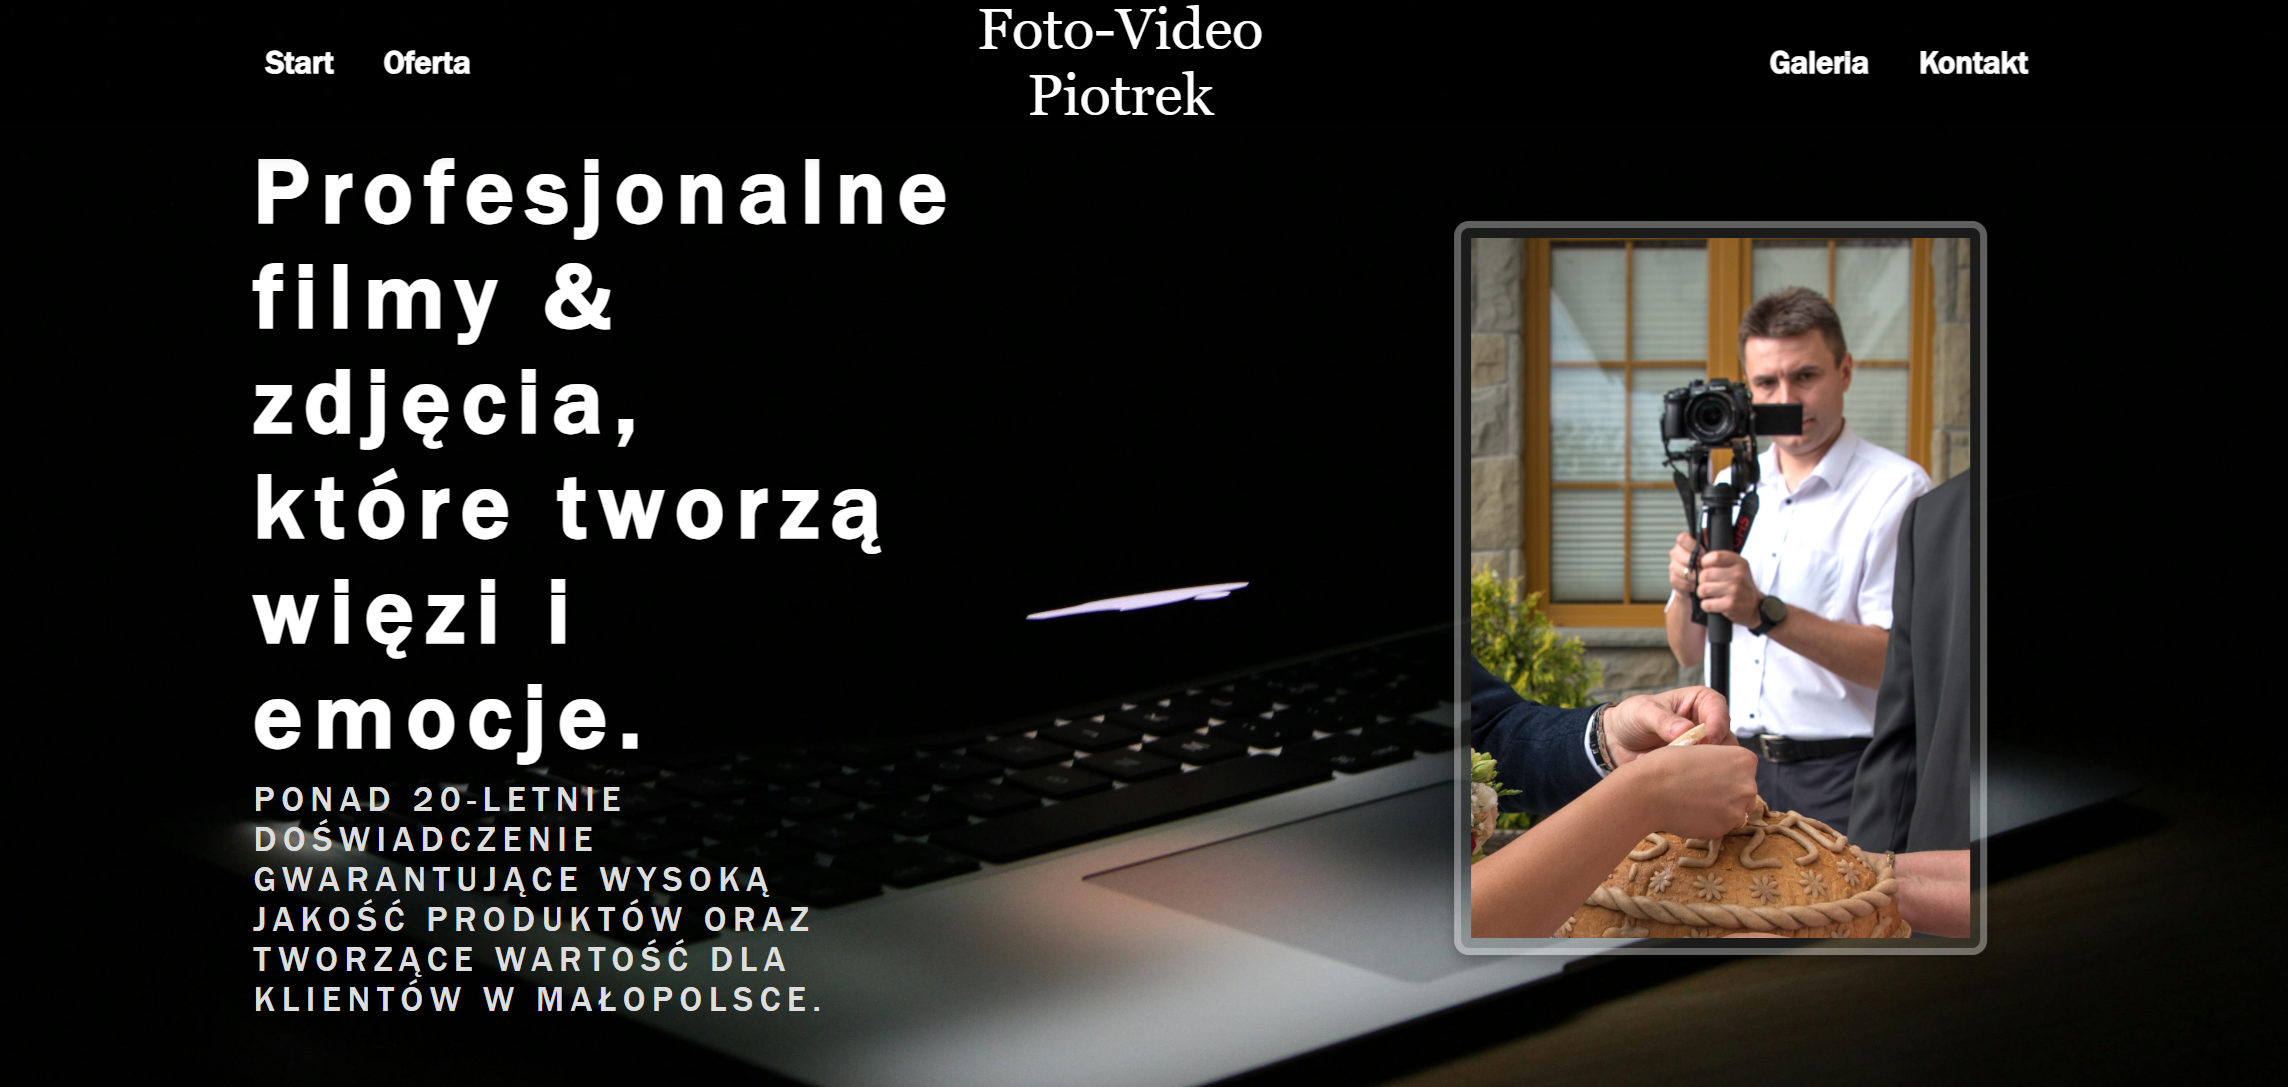 Start
Oferta
Foto-Video
Piotrek
Galeria
Kontakt
Profesjonalne
filmy &
zdjęcia,
które tworzą
więzi i
emocje.
PONAD 20-LETNIE
DOŚWIADCZENIE
GWARANTUJĄCE WYSOKĄ
JAKOŚĆ PRODUKTÓW ORAZ
TWORZĄCE WARTOŚĆ DLA
KLIENTÓW W MAŁOPOLSCE.